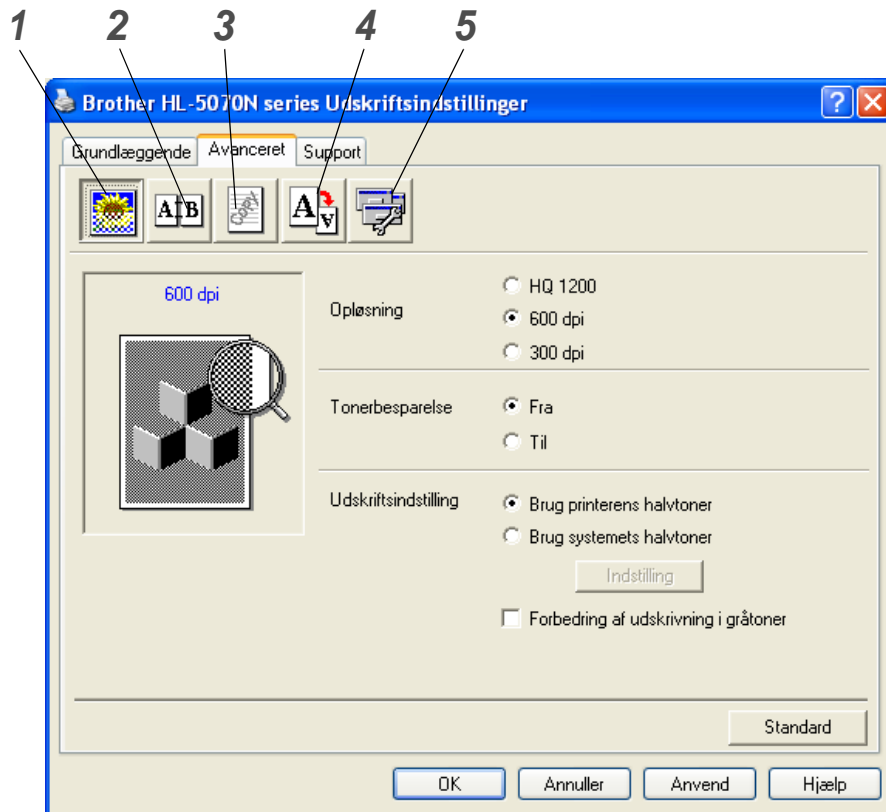 1 2 3 4 5
Brother HL-5070N series Udskriftsindstillinger
Grundlæggende Avanceret Support
A B COPY A A
600 dpi
Opløsning
HQ 1200
600 dpi
300 dpi
Tonerbesparelse
Fra
Til
Udskriftsindstilling
Brug printerens halvtoner
Brug systemets halvtoner
Indstilling
Forbedring af udskrivning i gråtoner
Standard
OK Annuller Anvend Hjælp